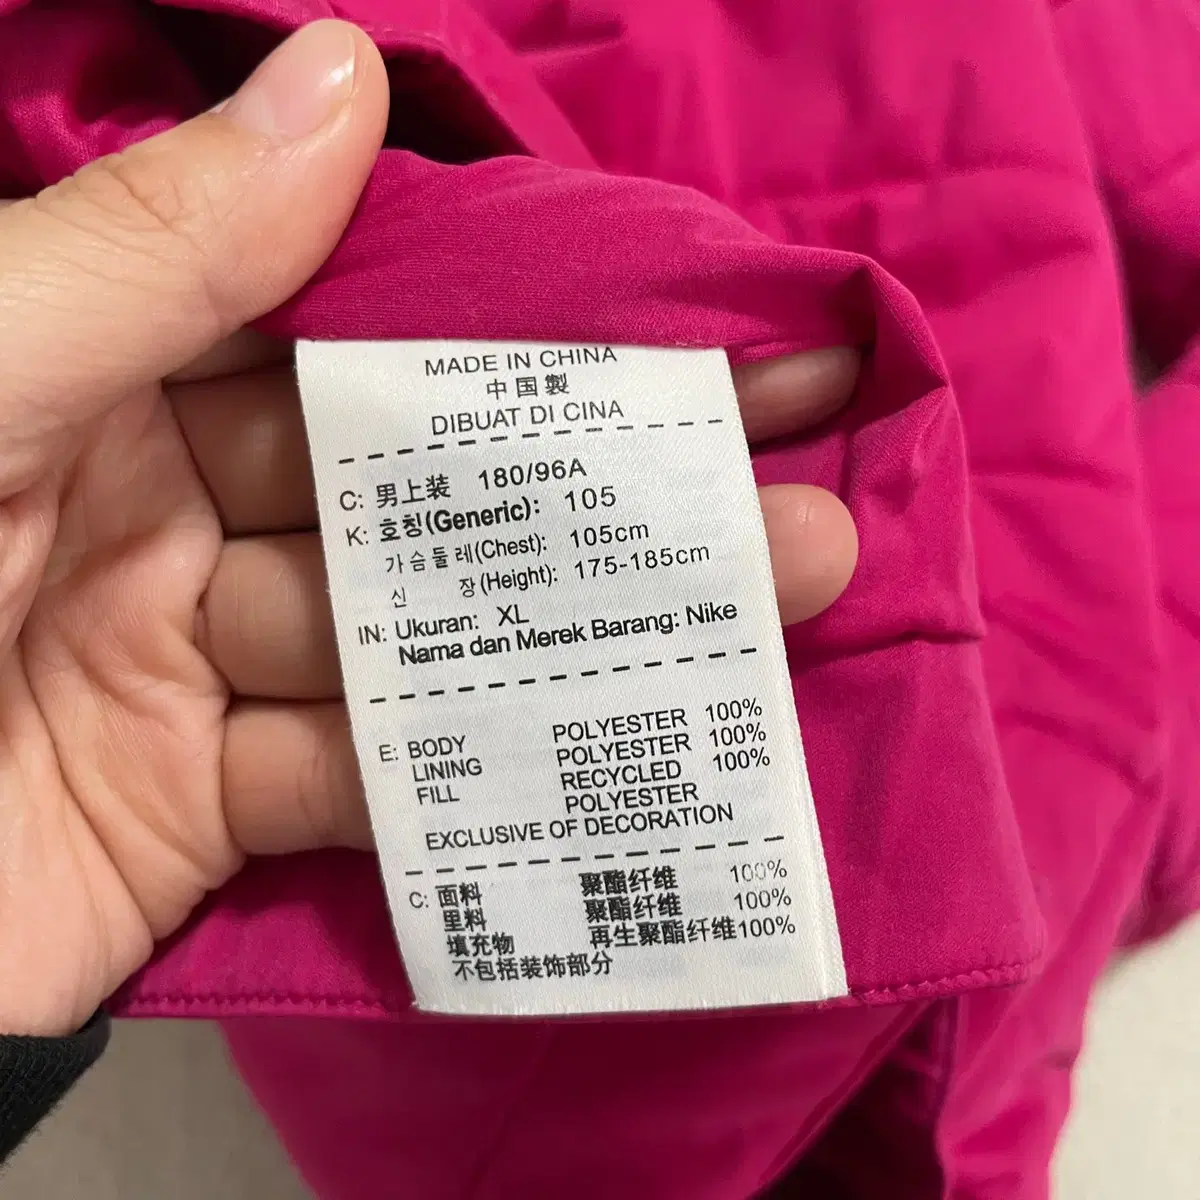 MADE IN CHINA
中国製
DIBUAT DI CINA
C: 男上装 180/96A
K: 호칭(Generic): 105
가슴둘레(Chest): 105cm
신 장(Height): 175-185cm
IN: Ukuran: XL
Nama dan Merek Barang: Nike
E: BODY POLYESTER 100%
LINING POLYESTER 100%
FILL RECYCLED 100%
POLYESTER
EXCLUSIVE OF DECORATION
C: 面料 聚酯纤维 100%
里料 聚酯纤维 100%
填充物 再生聚酯纤维100%
不包括装饰部分